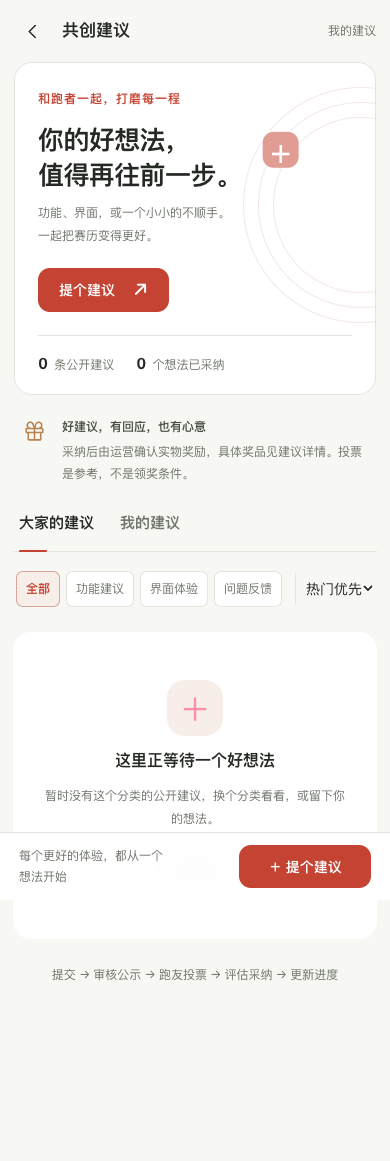 共创建议
我的建议
和跑者一起，打磨每一程
你的好想法，
值得再往前一步。
功能、界面，或一个小小的不顺手。
一起把赛历变得更好。
提个建议
0 条公开建议 0 个想法已采纳
好建议，有回应，也有心意
采纳后由运营确认实物奖励，具体奖品见建议详情。投票
是参考，不是领奖条件。
大家的建议 我的建议
全部 功能建议 界面体验 问题反馈 热门优先
这里正等待一个好想法
暂时没有这个分类的公开建议，换个分类看看，或留下你
的想法。
每个更好的体验，都从一个
想法开始
+ 提个建议
提交 → 审核公示 → 跑友投票 → 评估采纳 → 更新进度